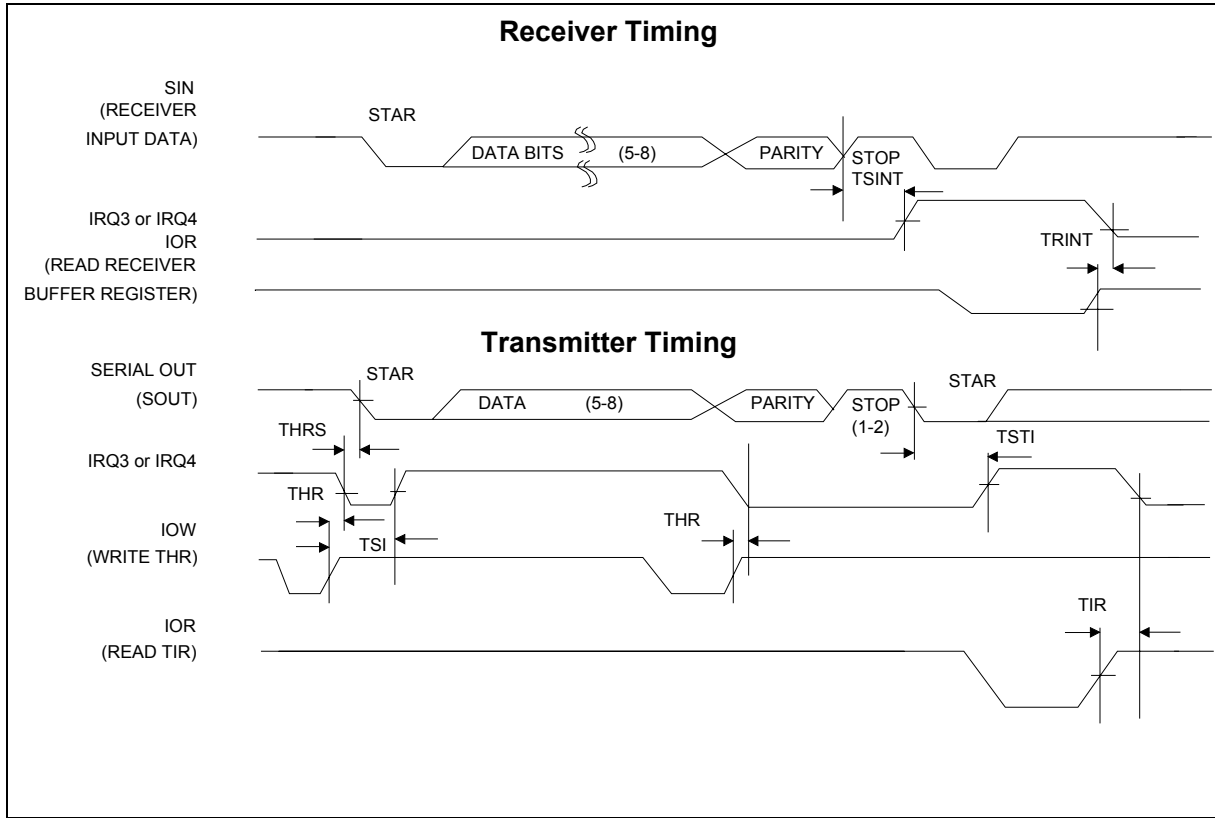 Receiver Timing
SIN
(RECEIVER
INPUT DATA)
STAR
DATA BITS (5-8)
PARITY
STOP
TSINT
IRQ3 or IRQ4
IOR
(READ RECEIVER
BUFFER REGISTER)
TRINT
Transmitter Timing
SERIAL OUT
(SOUT)
STAR
DATA (5-8)
PARITY
STOP
(1-2)
STAR
THRS
TSTI
IRQ3 or IRQ4
THR
IOW
(WRITE THR)
TSI
THR
TIR
IOR
(READ TIR)